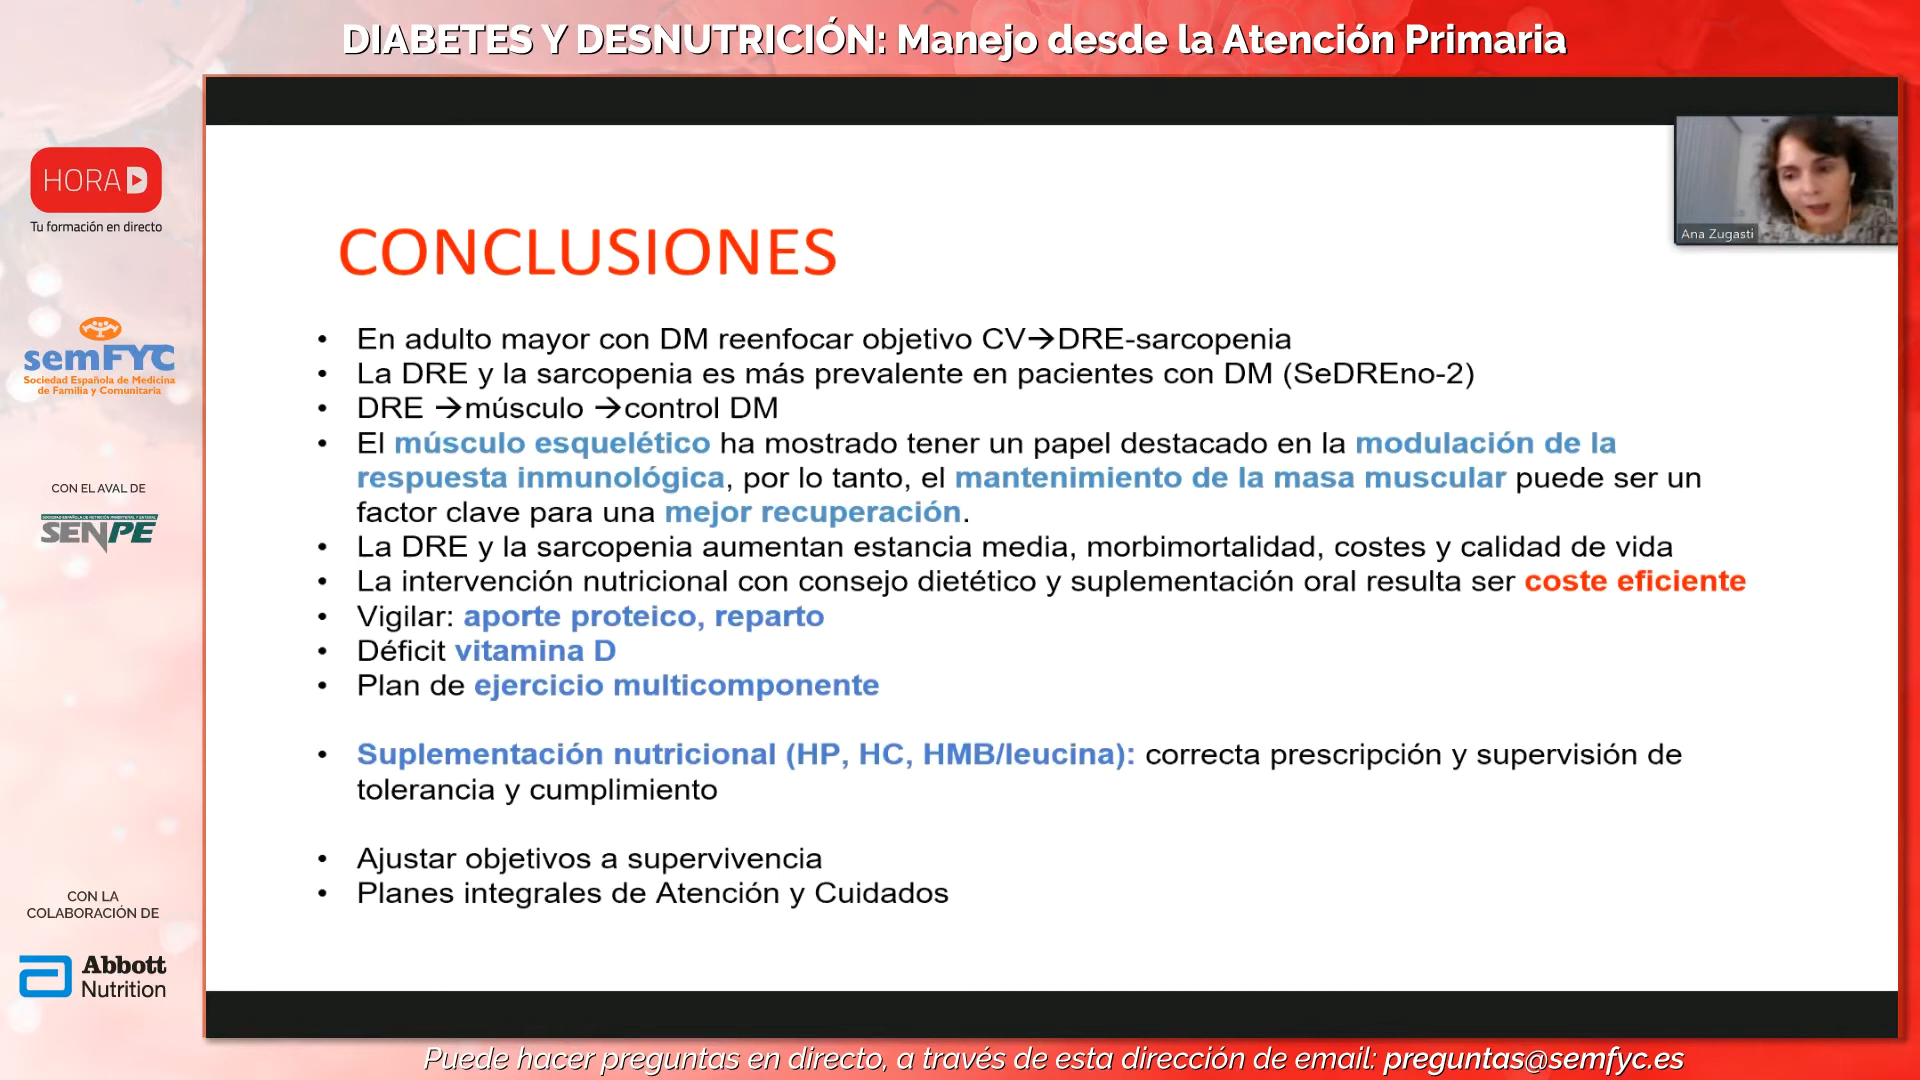 DIABETES Y DESNUTRICIÓN: Manejo desde la Atención Primaria
HORA D
Tu formación en directo
semFYC
Sociedad Española de Medicina
de Familia y Comunitaria
CON EL AVAL DE
SENPE
CON LA
COLABORACIÓN DE
Abbott
Nutrition
Ana Zugasti
CONCLUSIONES
• En adulto mayor con DM reenfocar objetivo CV→DRE-sarcopenia
• La DRE y la sarcopenia es más prevalente en pacientes con DM (SeDREno-2)
• DRE →músculo →control DM
• El músculo esquelético ha mostrado tener un papel destacado en la modulación de la
respuesta inmunológica, por lo tanto, el mantenimiento de la masa muscular puede ser un
factor clave para una mejor recuperación.
• La DRE y la sarcopenia aumentan estancia media, morbimortalidad, costes y calidad de vida
• La intervención nutricional con consejo dietético y suplementación oral resulta ser coste eficiente
• Vigilar: aporte proteico, reparto
• Déficit vitamina D
• Plan de ejercicio multicomponente
• Suplementación nutricional (HP, HC, HMB/leucina): correcta prescripción y supervisión de
tolerancia y cumplimiento
• Ajustar objetivos a supervivencia
• Planes integrales de Atención y Cuidados
Puede hacer preguntas en directo, a través de esta dirección de email: preguntas@semfyc.es